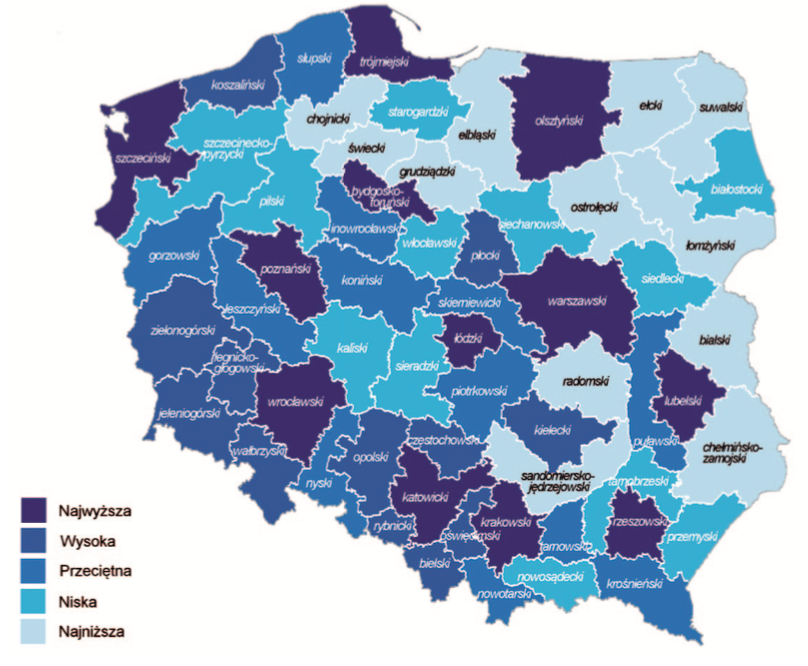 słupski
trójmiejski
koszaliński
ełcki
suwalski
chojnicki
starogardzki
olsztyński
elbląski
szczecinecko-
pyrzycki
święcki
szczeciński
grudziądzki
bydgosko-
toruński
białostocki
pilski
ostrołęcki
inowrocławski
włocławski
ciechanowski
łomżyński
gorzowski
płocki
poznański
koniński
siedlecki
leszczyński
skierniewicki
warszawski
zielonogórski
łódzki
bialski
kaliski
legnicko-
głogowski
sieradzki
radomski
piotrkowski
wrocławski
lubelski
jeleniogórski
kielecki
częstochowski
puławski
chełmińsko-
zamojski
wałbrzyski
opolski
sandomiersko-
jędrzejowski
nyski
tarnobrzeski
katowicki
krakowski
rzeszowski
rybnicki
oświęcimski
tarnowski
przemyski
bielski
nowosądecki
krośnieński
nowotarski
Najwyższa
Wysoka
Przeciętna
Niska
Najniższa